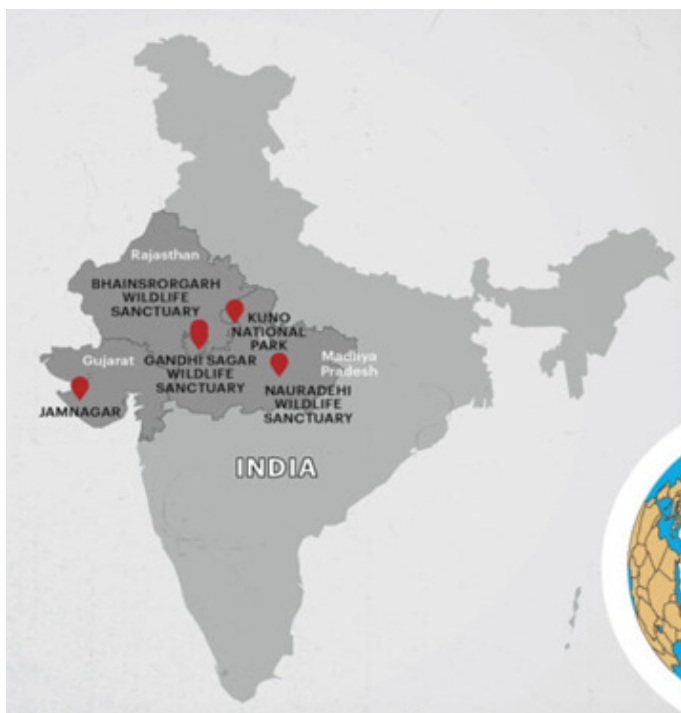 Rajasthan
BHAINSRORGARH
WILDLIFE
SANCTUARY
KUNO
NATIONAL
PARK
Gujarat
GANDHI SAGAR
WILDLIFE
SANCTUARY
Madhya
Pradesh
JAMNAGAR
NAURADEHI
WILDLIFE
SANCTUARY
INDIA